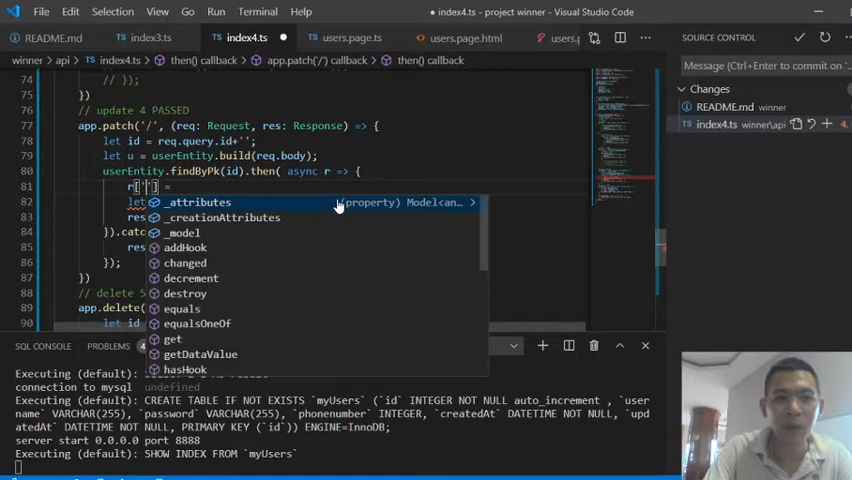 File Edit Selection View Go Run Terminal Help
● index4.ts - project winner - Visual Studio Code
README.md index3.ts index4.ts users.page.ts users.page.html users.p
SOURCE CONTROL
winner > api > index4.ts > then() callback > app.patch('/') callback > then() callback
Message (Ctrl+Enter to commit on '
Changes
README.md winner
index4.ts winner\api 4,
74 // });
75 })
76 // update 4 PASSED
77 app.patch('/', (req: Request, res: Response) => {
78 let id = req.query.id+'';
79 let u = userEntity.build(req.body);
80 userEntity.findByPk(id).then( async r => {
81 r[''] =
82 let
83 res
84 }).catc
85 res
86 });
87 })
88 // delete 5
89 app.delete(
90 let id
_attributes (property) Model<an…
_creationAttributes
_model
addHook
changed
decrement
destroy
equals
equalsOneOf
get
getDataValue
hasHook
SQL CONSOLE PROBLEMS 4
Executing (default): 
connection to mysql undefined
Executing (default): CREATE TABLE IF NOT EXISTS `myUsers` (`id` INTEGER NOT NULL auto_increment , `user
name` VARCHAR(255), `password` VARCHAR(255), `phonenumber` INTEGER, `createdAt` DATETIME NOT NULL, `upd
atedAt` DATETIME NOT NULL, PRIMARY KEY (`id`)) ENGINE=InnoDB;
server start 0.0.0.0 port 8888
Executing (default): SHOW INDEX FROM `myUsers`